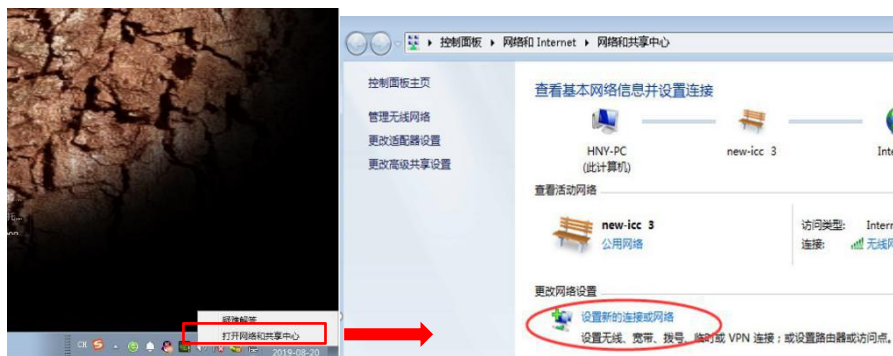 疑难解答
打开网络和共享中心
CH
2019-08-20
控制面板 ▸ 网络和 Internet ▸ 网络和共享中心
控制面板主页
管理无线网络
更改适配器设置
更改高级共享设置
查看基本网络信息并设置连接
HNY-PC
(此计算机)
new-icc 3
Inte
查看活动网络
new-icc 3
公用网络
访问类型: Intern
连接: 无线网
更改网络设置
设置新的连接或网络
设置无线、宽带、拨号、临时或 VPN 连接；或设置路由器或访问点。